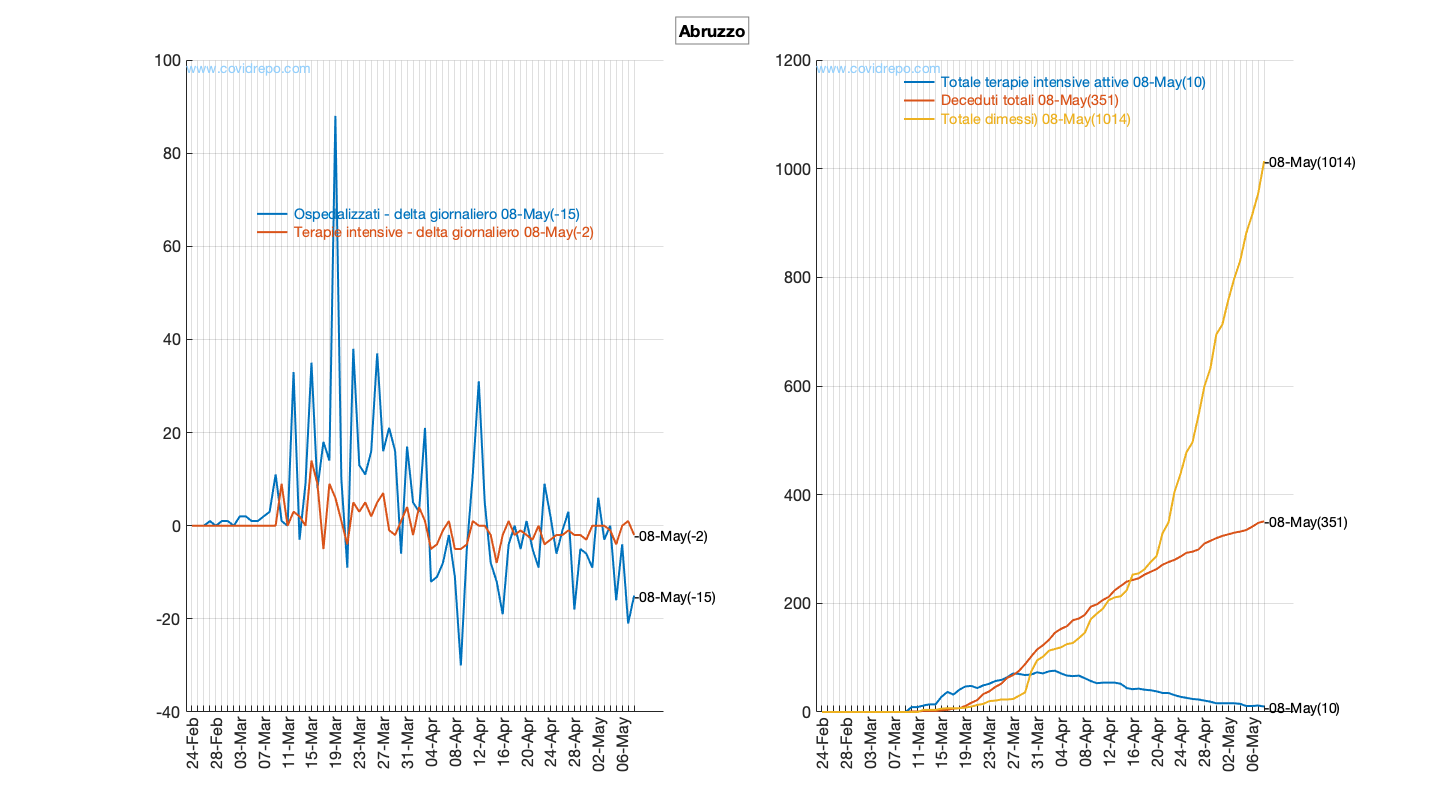 Abruzzo
100
80
60
40
20
0
-20
-40
www.covidrepo.com
Ospedalizzati - delta giornaliero 08-May(-15)
Terapie intensive - delta giornaliero 08-May(-2)
-08-May(-2)
-08-May(-15)
24-Feb
28-Feb
03-Mar
07-Mar
11-Mar
15-Mar
19-Mar
23-Mar
27-Mar
31-Mar
04-Apr
08-Apr
12-Apr
16-Apr
20-Apr
24-Apr
28-Apr
02-May
06-May
1200
1000
800
600
400
200
0
www.covidrepo.com
Totale terapie intensive attive 08-May(10)
Deceduti totali 08-May(351)
Totale dimessi) 08-May(1014)
-08-May(1014)
-08-May(351)
-08-May(10)
24-Feb
28-Feb
03-Mar
07-Mar
11-Mar
15-Mar
19-Mar
23-Mar
27-Mar
31-Mar
04-Apr
08-Apr
12-Apr
16-Apr
20-Apr
24-Apr
28-Apr
02-May
06-May